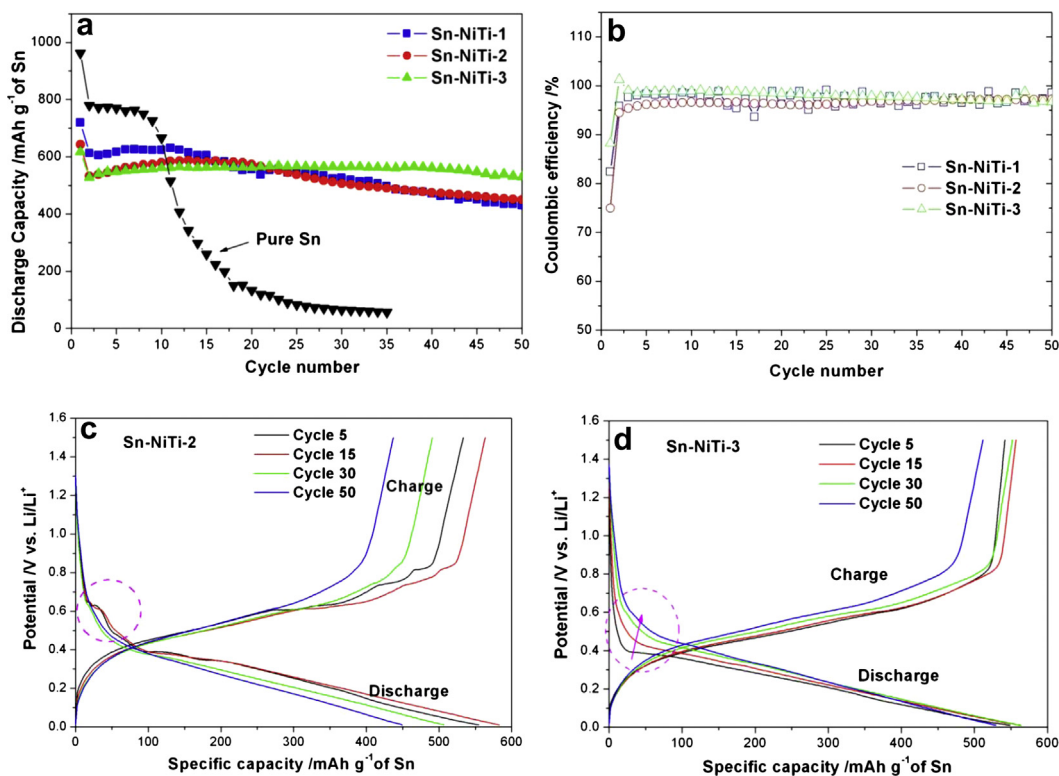 a
Sn-NiTi-1
Sn-NiTi-2
Sn-NiTi-3
Pure Sn
Discharge Capacity /mAh g⁻¹ of Sn
1000
800
600
400
200
0
0 5 10 15 20 25 30 35 40 45 50
Cycle number
b
Sn-NiTi-1
Sn-NiTi-2
Sn-NiTi-3
Coulombic efficiency /%
110
100
90
80
70
60
50
0 5 10 15 20 25 30 35 40 45 50
Cycle number
c
Sn-NiTi-2
Cycle 5
Cycle 15
Cycle 30
Cycle 50
Charge
Discharge
Potential /V vs. Li/Li⁺
1.6
1.4
1.2
1.0
0.8
0.6
0.4
0.2
0.0
0 100 200 300 400 500 600
Specific capacity /mAh g⁻¹of Sn
d
Sn-NiTi-3
Cycle 5
Cycle 15
Cycle 30
Cycle 50
Charge
Discharge
Potential /V vs. Li/Li⁺
1.6
1.4
1.2
1.0
0.8
0.6
0.4
0.2
0.0
0 100 200 300 400 500 600
Specific capacity /mAh g⁻¹of Sn